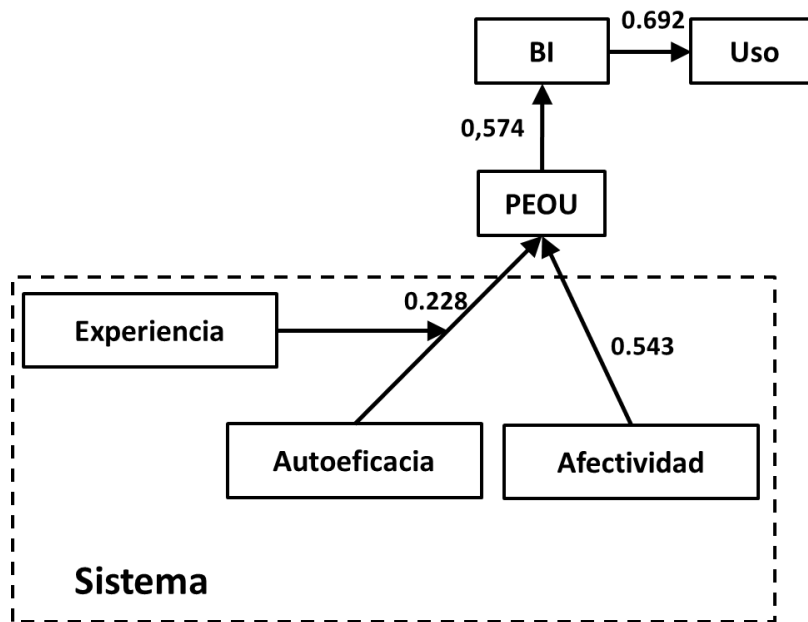 0.692
BI
Uso
0,574
PEOU
0.228
Experiencia
0.543
Autoeficacia
Afectividad
Sistema